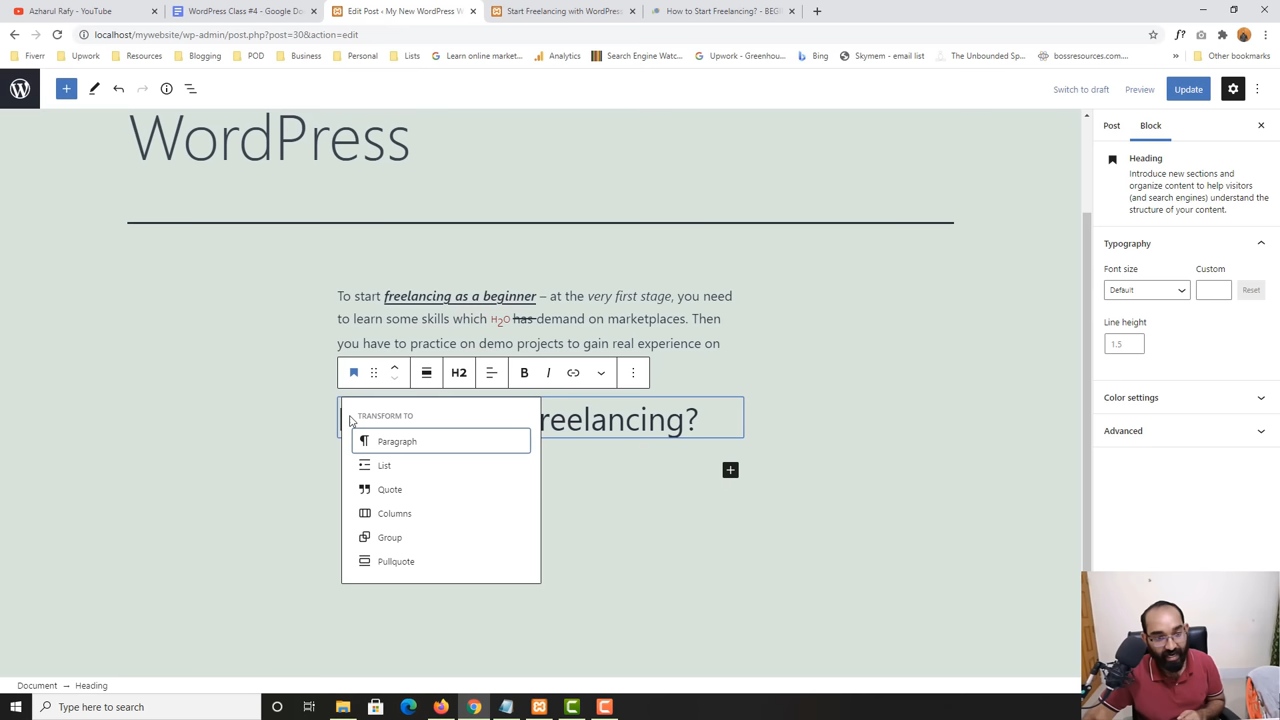 Azharul Rafy - YouTube
WordPress Class #4 - Google Do
Edit Post ‹ My New WordPress W
Start Freelancing with WordPress
How to Start Freelancing? - BEGI
localhost/mywebsite/wp-admin/post.php?post=30&action=edit
Fiverr
Upwork
Resources
Blogging
POD
Business
Personal
Lists
Learn online market...
Analytics
Search Engine Watc...
Upwork - Greenhou...
Bing
Skymem - email list
The Unbounded Sp...
bossresources.com...
Other bookmarks
Switch to draft
Preview
Update
WordPress
Post
Block
Heading
Introduce new sections and
organize content to help visitors
(and search engines) understand the
structure of your content.
Typography
Font size
Custom
Default
Reset
Line height
1.5
Color settings
Advanced
To start freelancing as a beginner – at the very first stage, you need
to learn some skills which H2O has demand on marketplaces. Then
you have to practice on demo projects to gain real experience on
H2
B
I
reelancing?
TRANSFORM TO
Paragraph
List
Quote
Columns
Group
Pullquote
Document → Heading
Type here to search